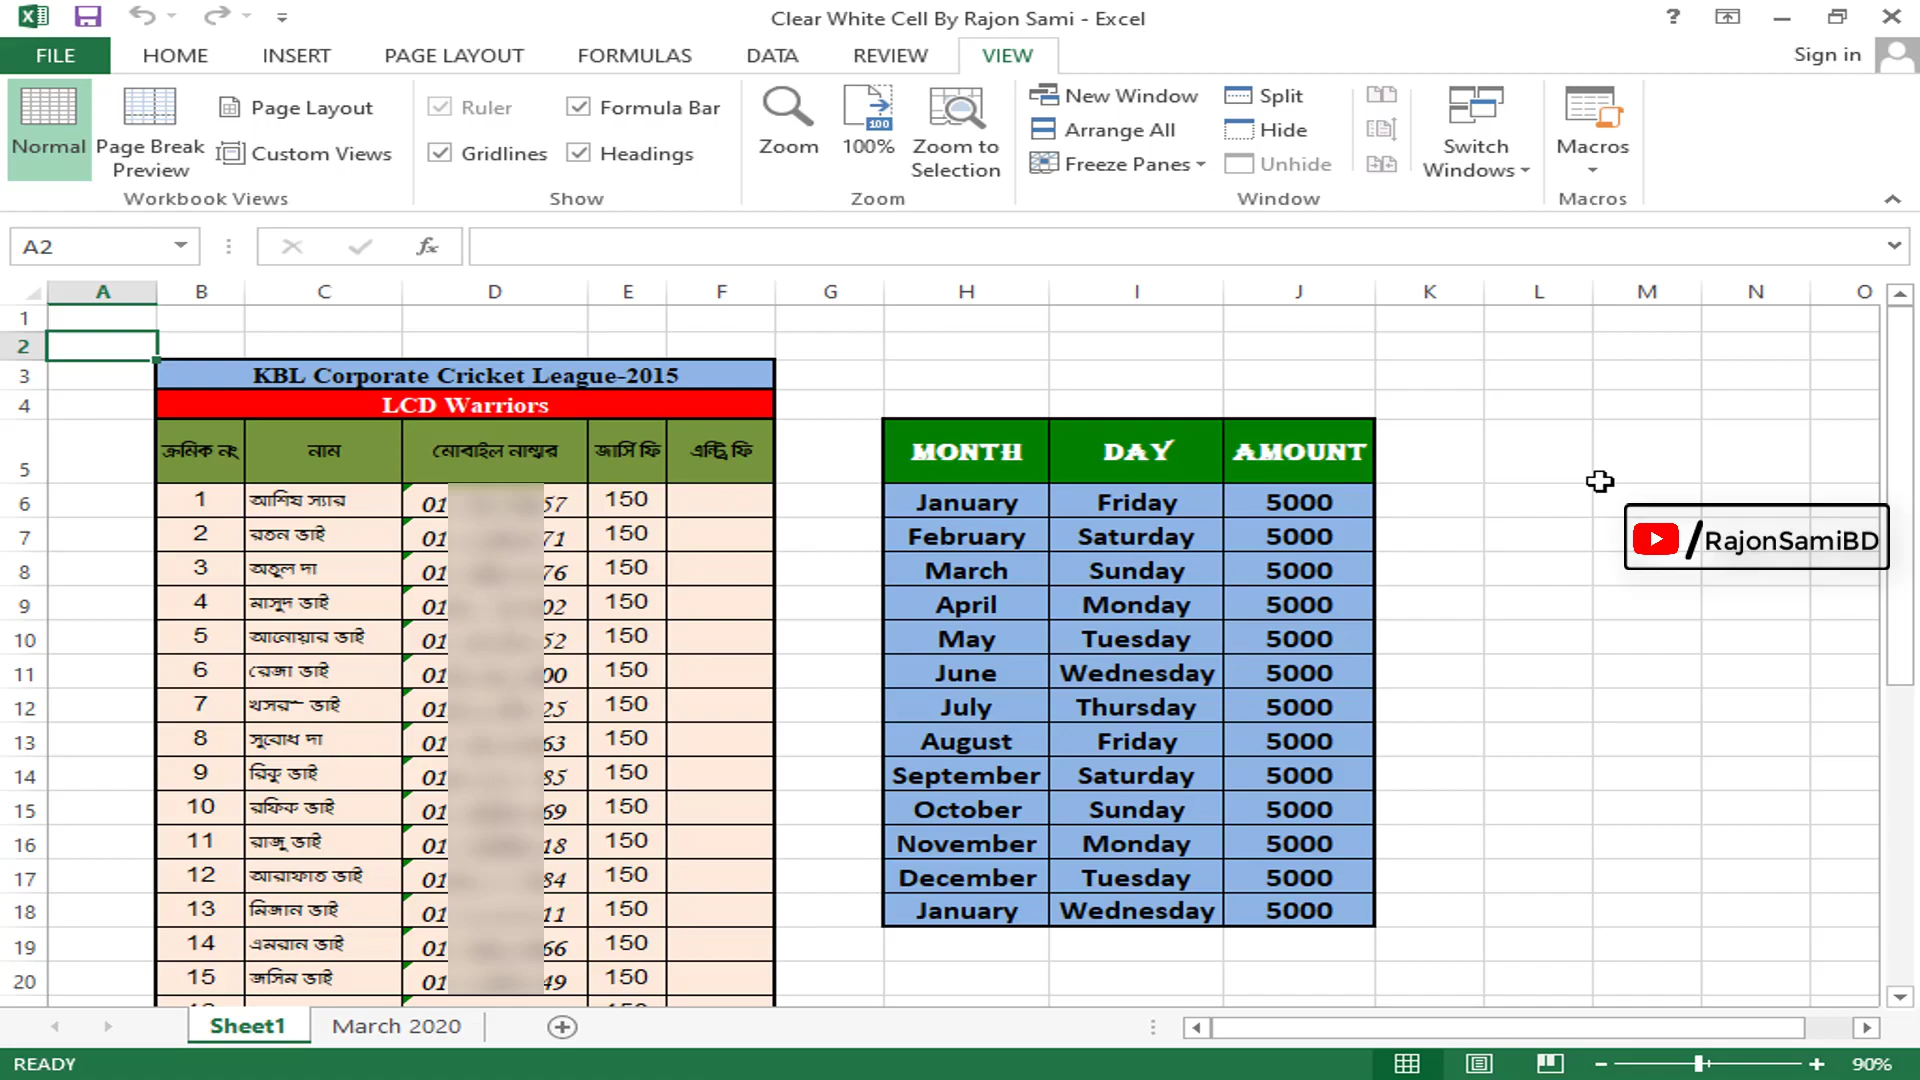 Clear White Cell By Rajon Sami - Excel
FILE HOME INSERT PAGE LAYOUT FORMULAS DATA REVIEW VIEW Sign in
Normal
Page Break Preview
Page Layout
Custom Views
Workbook Views
Ruler
Formula Bar
Gridlines
Headings
Show
Zoom
100
100%
Zoom to Selection
Zoom
New Window
Arrange All
Freeze Panes
Split
Hide
Unhide
Window
Switch Windows
Macros
Macros
A2 fx
A B C D E F G H I J K L M N O
1
2
3 KBL Corporate Cricket League-2015
4 LCD Warriors
5 ক্রমিক নং নাম মোবাইল নাম্বার জার্সি ফি এন্ট্রি ফি MONTH DAY AMOUNT
6 1 আশিষ স্যার 01 57 150 January Friday 5000
7 2 রতন ভাই 01 71 150 February Saturday 5000
8 3 অতুল দা 01 76 150 March Sunday 5000
9 4 মাসুদ ভাই 01 02 150 April Monday 5000
10 5 আনোয়ার ভাই 01 52 150 May Tuesday 5000
11 6 রেজা ভাই 01 00 150 June Wednesday 5000
12 7 ভাই 01 25 150 July Thursday 5000
13 8 সুবোধ দা 01 63 150 August Friday 5000
14 9 রিকু ভাই 01 85 150 September Saturday 5000
15 10 রফিক ভাই 01 69 150 October Sunday 5000
16 11 রাজু ভাই 01 18 150 November Monday 5000
17 12 আরাফাত ভাই 01 84 150 December Tuesday 5000
18 13 মিজান ভাই 01 11 150 January Wednesday 5000
19 14 এমরান ভাই 01 66 150
20 15 জসিম ভাই 01 49 150
/RajonSamiBD
Sheet1 March 2020
READY 90%